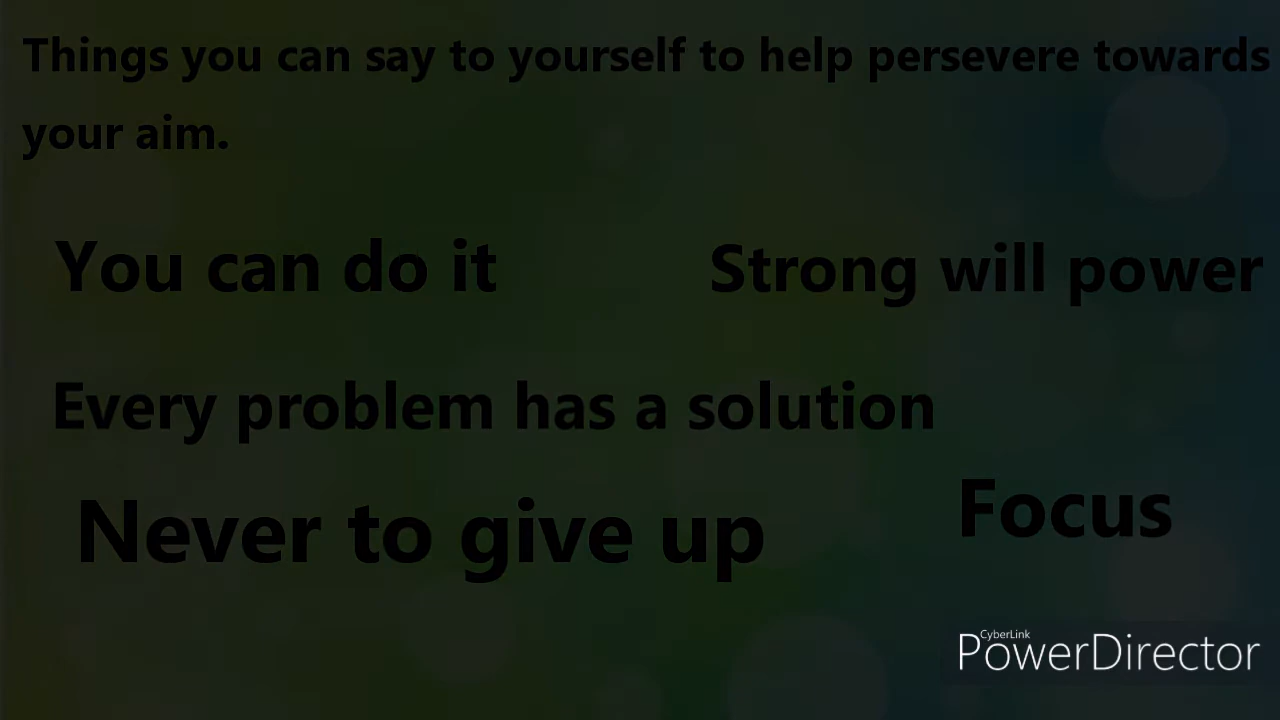 Things you can say to yourself to help persevere towards
your aim.
You can do it
Strong will power
Every problem has a solution
Never to give up
Focus
CyberLink
PowerDirector